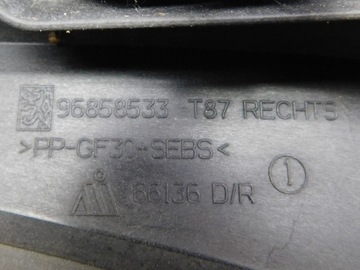 96858533 T87 RECHTS
>PP-GF30-SEBS<
66136 D/R 1